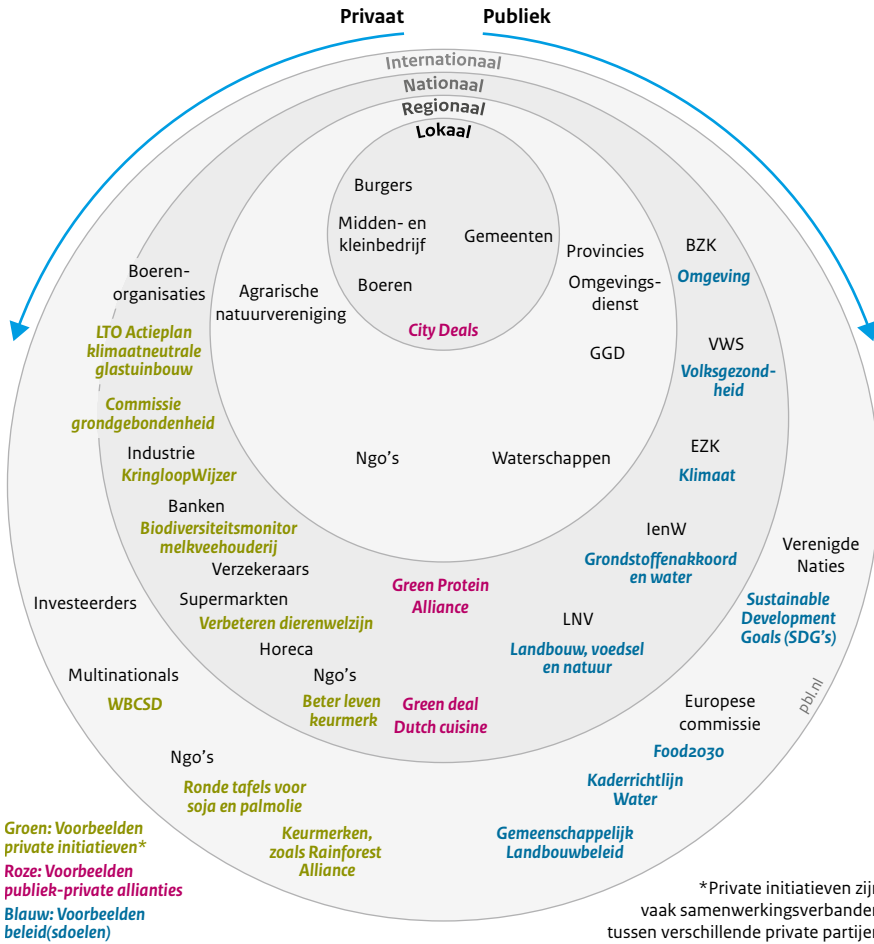 Privaat
Publiek
Internationaal
Nationaal
Regionaal
Lokaal
Burgers
Midden- en
kleinbedrijf
Gemeenten
Boeren
City Deals
Agrarische
natuurvereniging
Provincies
Omgevings-
dienst
GGD
Ngo's
Waterschappen
Boeren-
organisaties
LTO Actieplan
klimaatneutrale
glastuinbouw
Commissie
grondgebondenheid
Industrie
KringloopWijzer
Banken
Biodiversiteitsmonitor
melkveehouderij
Verzekeraars
Supermarkten
Verbeteren dierenwelzijn
Horeca
Ngo's
Beter leven
keurmerk
Green Protein
Alliance
Green deal
Dutch cuisine
BZK
Omgeving
VWS
Volksgezond-
heid
EZK
Klimaat
IenW
Grondstoffenakkoord
en water
LNV
Landbouw, voedsel
en natuur
Investeerders
Multinationals
WBCSD
Ngo's
Ronde tafels voor
soja en palmolie
Keurmerken,
zoals Rainforest
Alliance
Verenigde
Naties
Sustainable
Development
Goals (SDG's)
Europese
commissie
Food2030
Kaderrichtlijn
Water
Gemeenschappelijk
Landbouwbeleid
pbl.nl
Groen: Voorbeelden
private initiatieven*
Roze: Voorbeelden
publiek-private allianties
Blauw: Voorbeelden
beleid(sdoelen)
*Private initiatieven zijn
vaak samenwerkingsverbanden
tussen verschillende private partijen